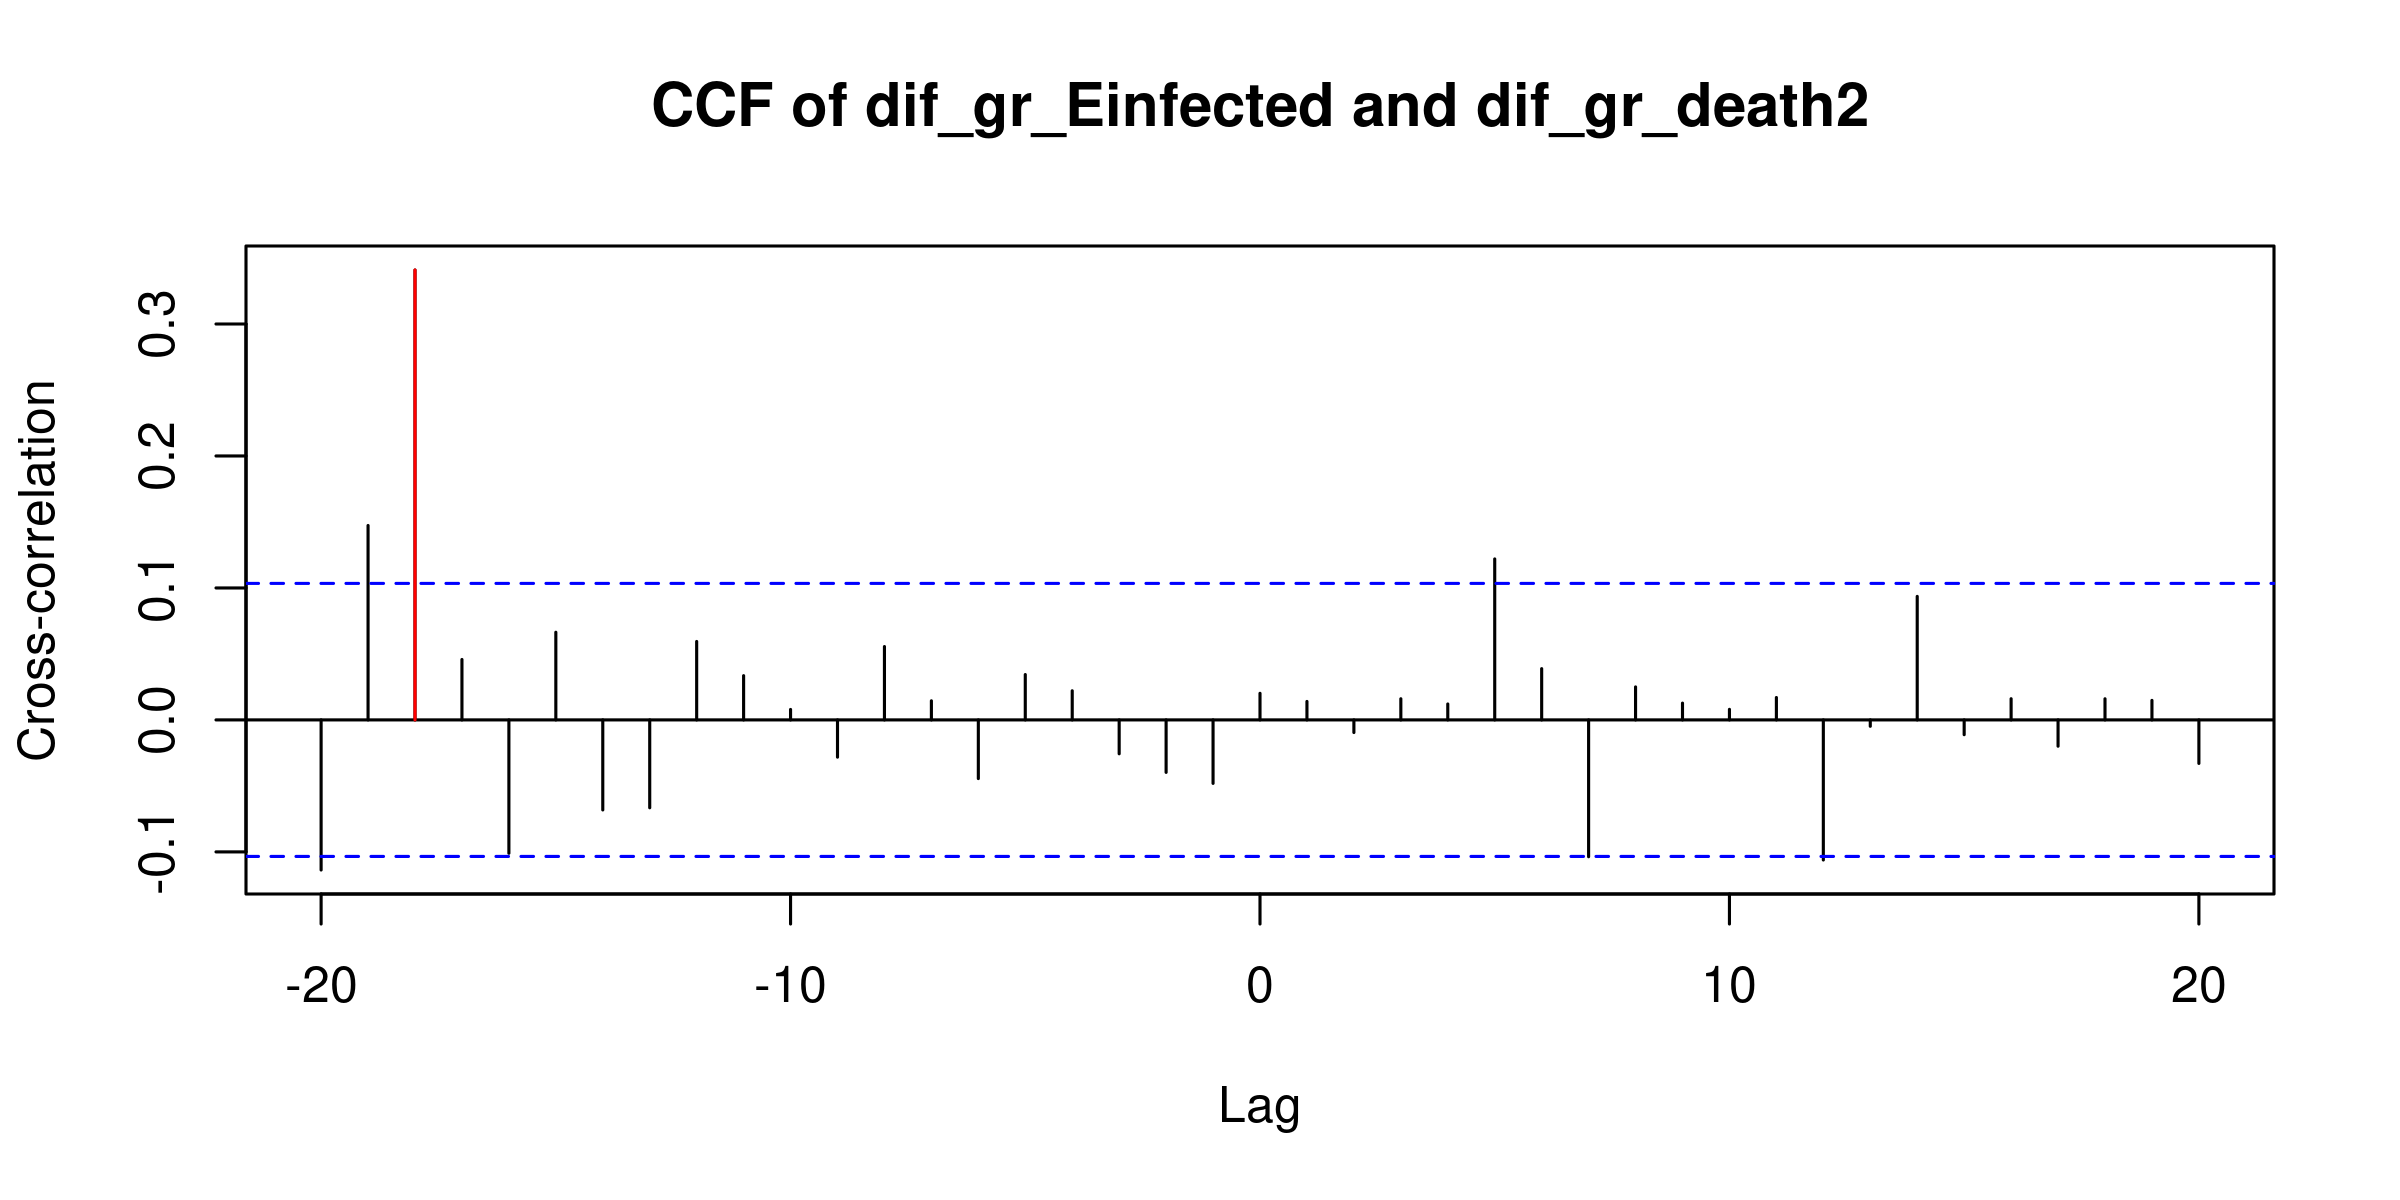 CCF of dif_gr_Einfected and dif_gr_death2
Cross-correlation
0.3
0.2
0.1
0.0
-0.1
-20 -10 0 10 20
Lag